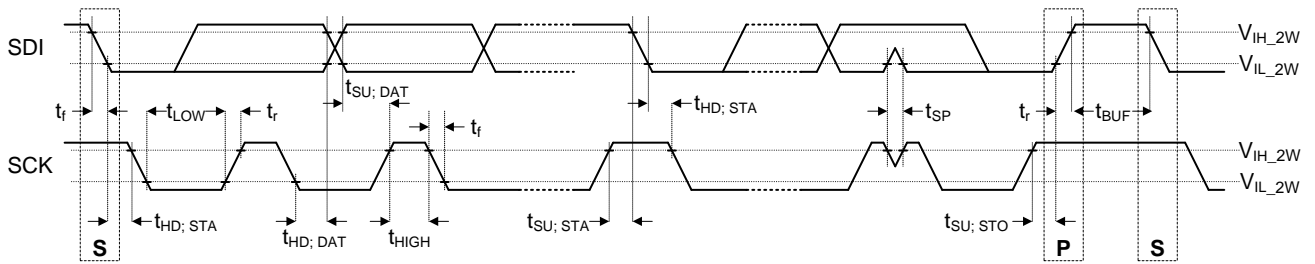 SDI
V_IH_2W
V_IL_2W
t_SU; DAT
t_HD; STA
t_f
t_LOW
t_r
t_f
t_SP
t_r
t_BUF
SCK
V_IH_2W
V_IL_2W
t_HD; STA
t_HD; DAT
t_HIGH
t_SU; STA
t_SU; STO
S
P
S